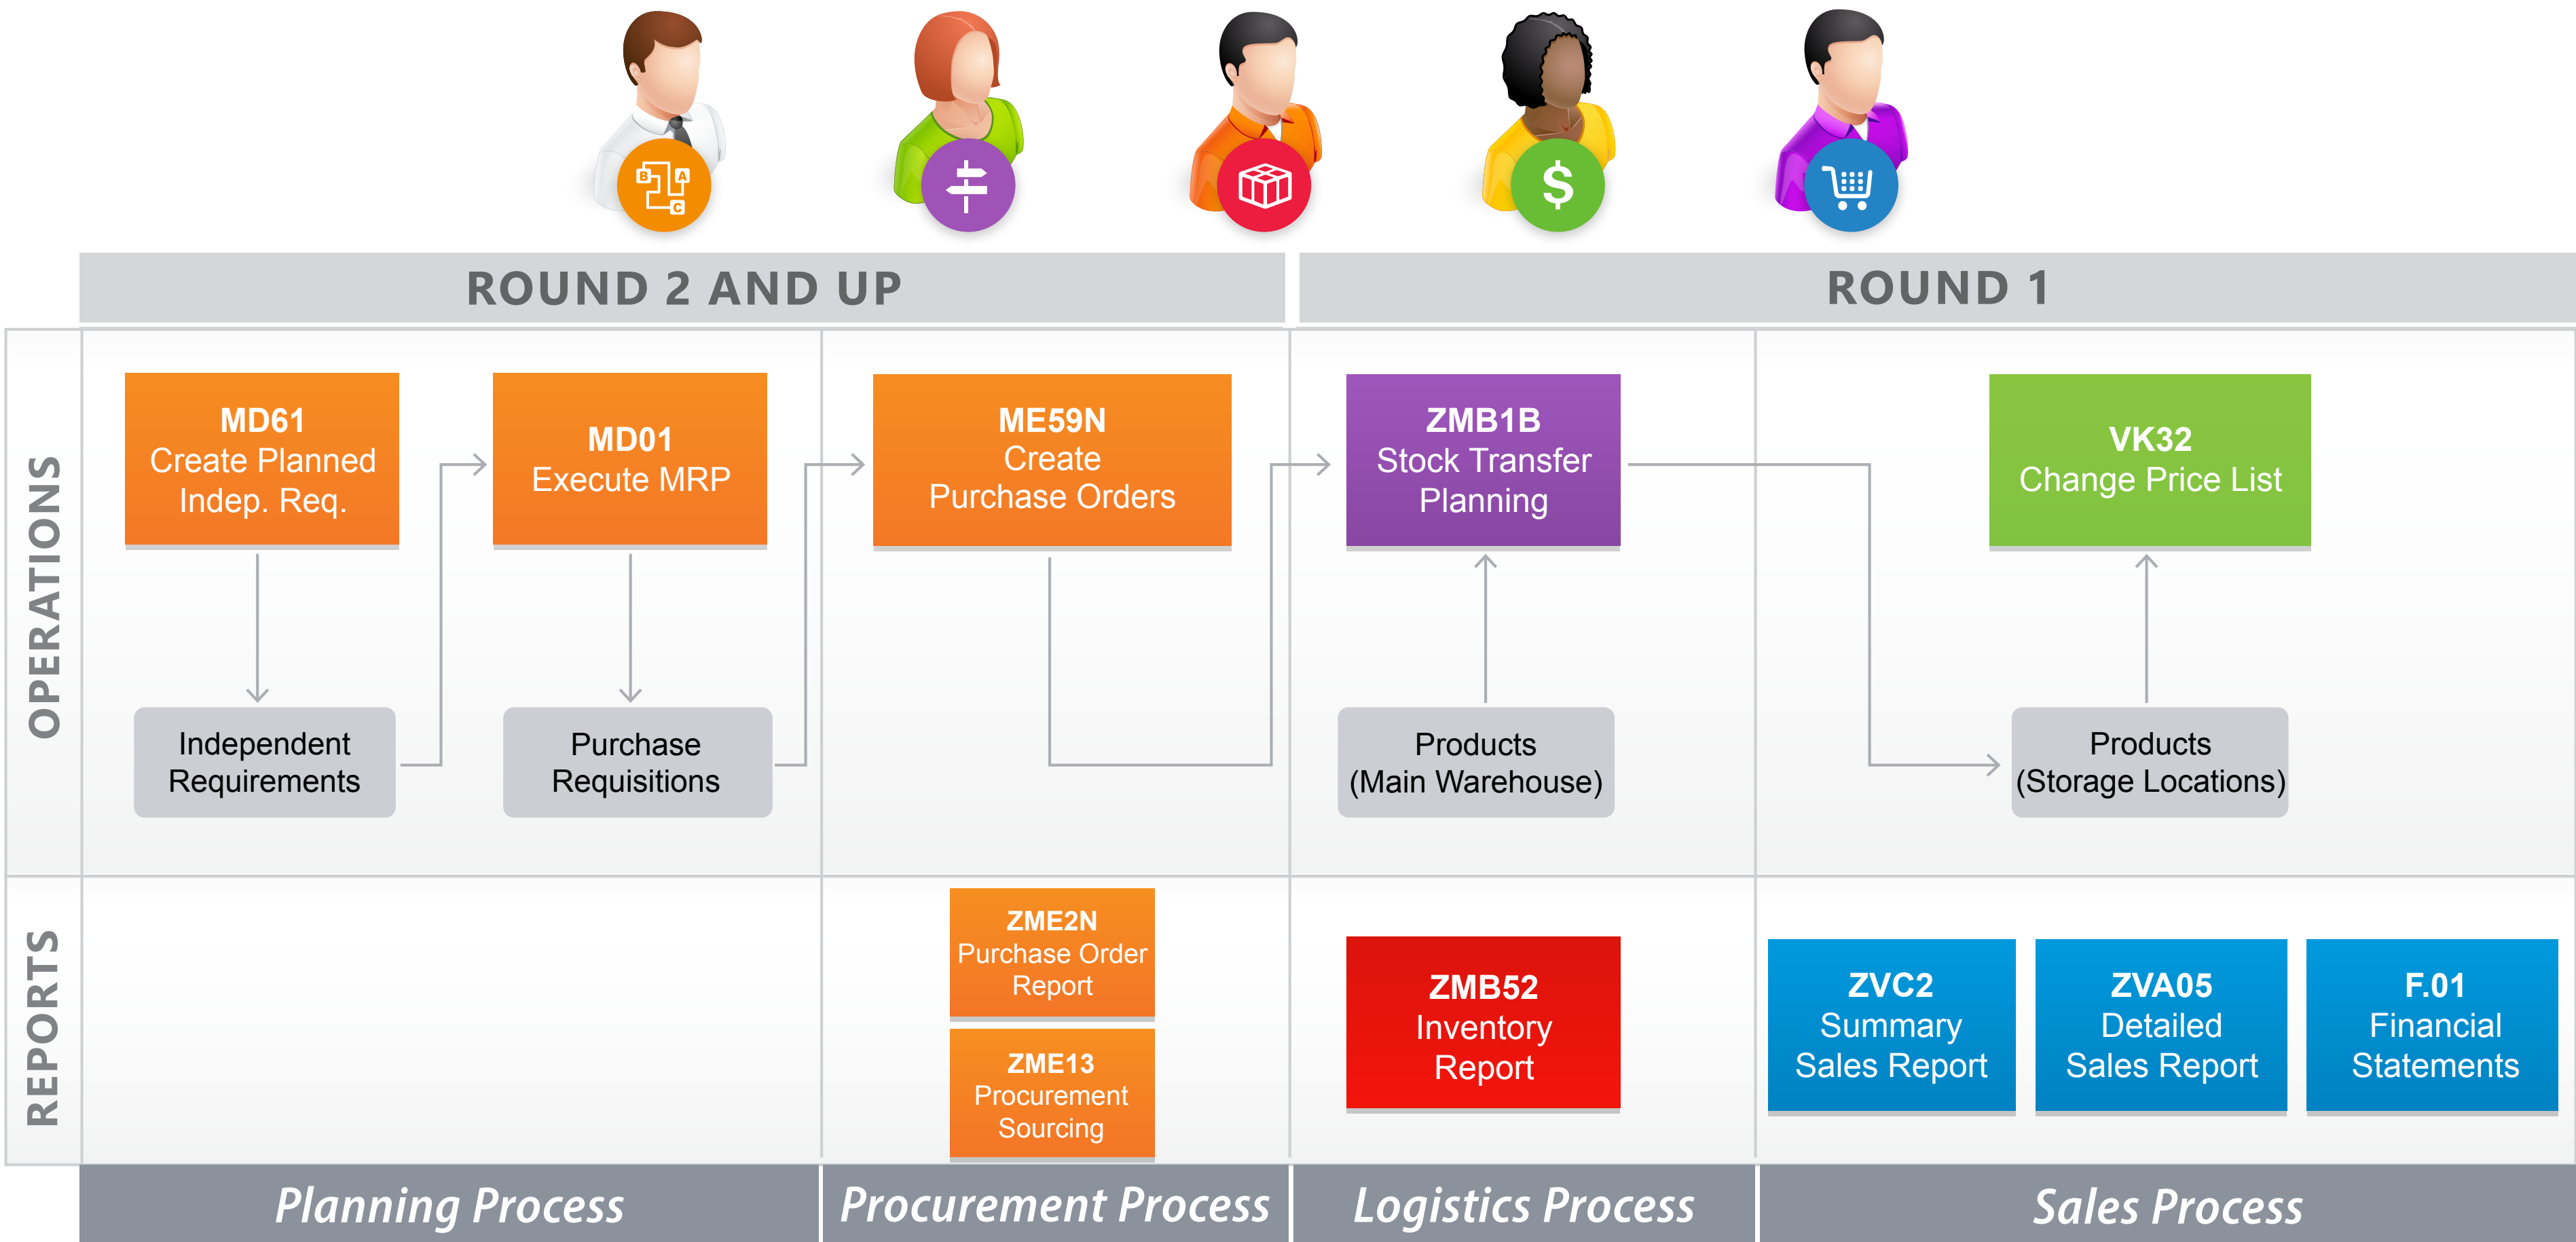 B
A
C
$
ROUND 2 AND UP
ROUND 1
OPERATIONS
MD61
Create Planned
Indep. Req.
MD01
Execute MRP
ME59N
Create
Purchase Orders
ZMB1B
Stock Transfer
Planning
VK32
Change Price List
Independent
Requirements
Purchase
Requisitions
Products
(Main Warehouse)
Products
(Storage Locations)
REPORTS
ZME2N
Purchase Order
Report
ZME13
Procurement
Sourcing
ZMB52
Inventory
Report
ZVC2
Summary
Sales Report
ZVA05
Detailed
Sales Report
F.01
Financial
Statements
Planning Process
Procurement Process
Logistics Process
Sales Process